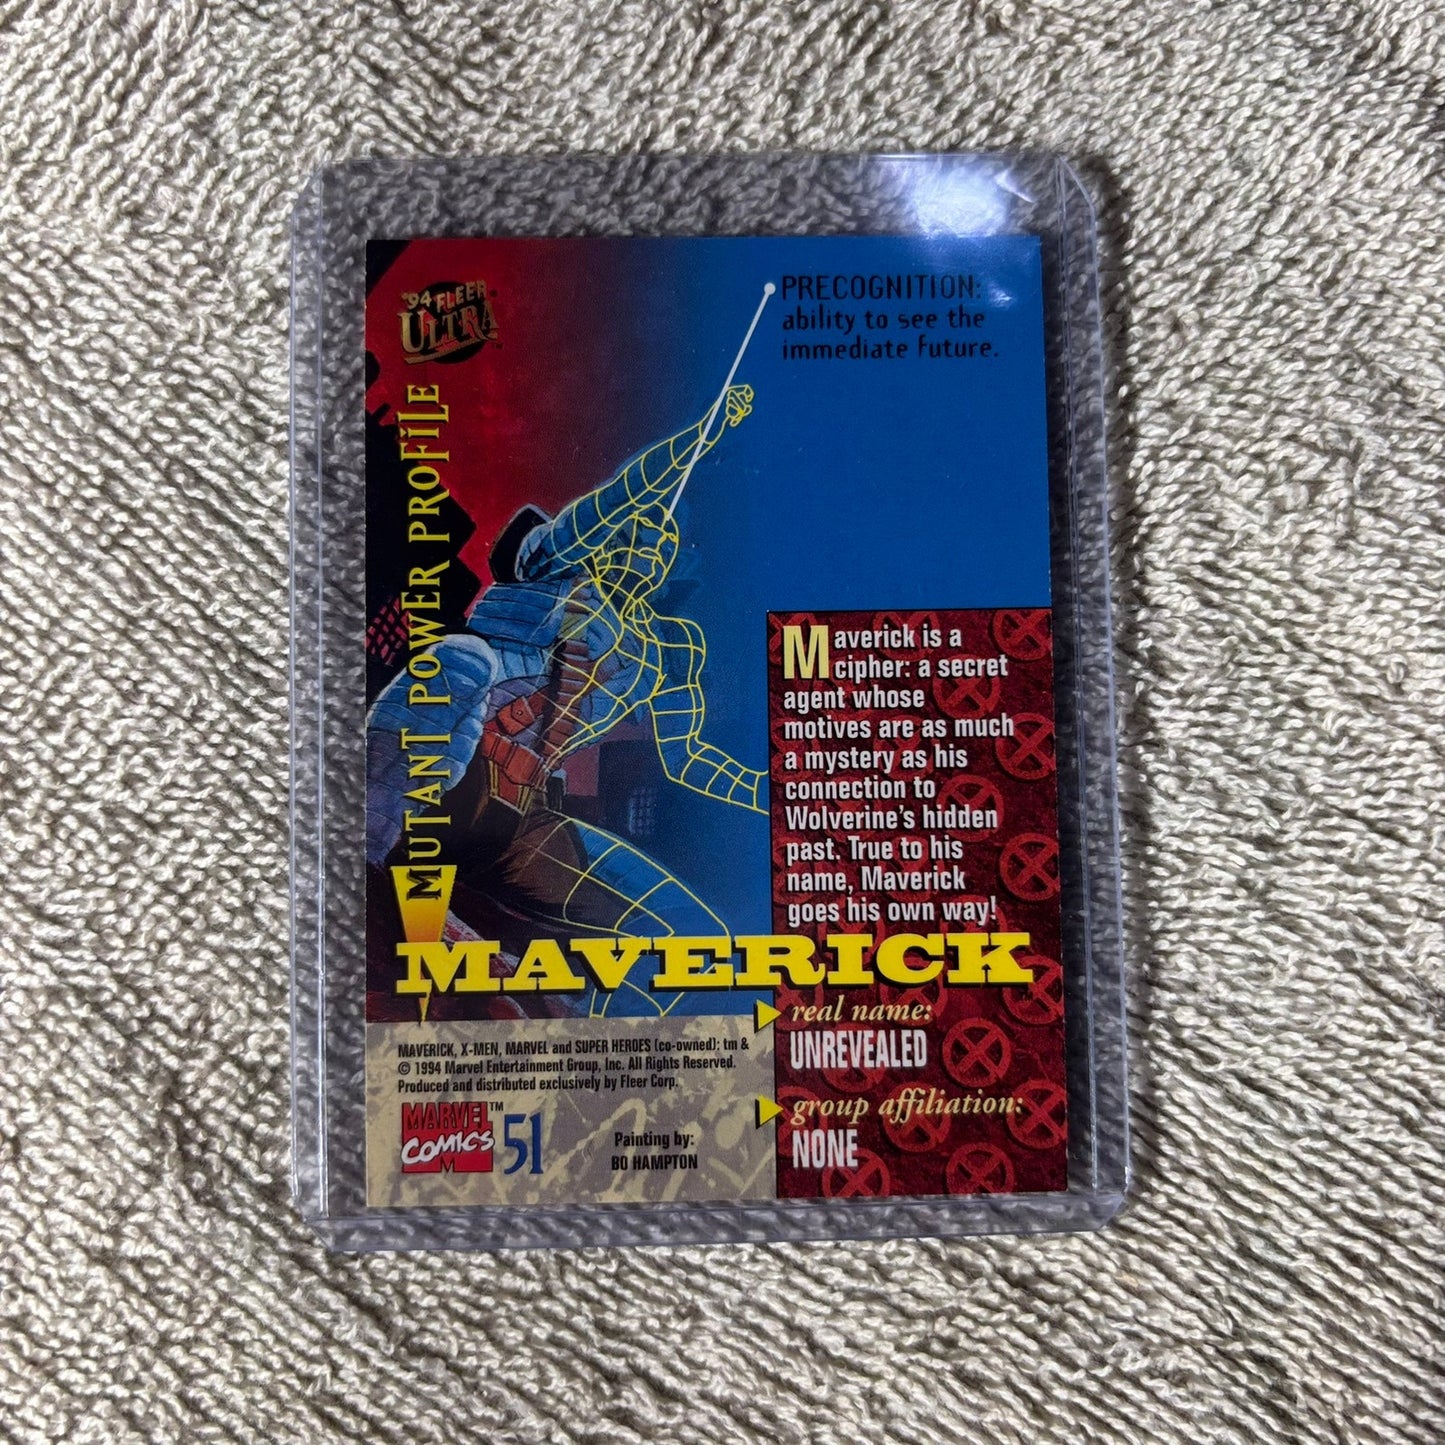 '94 FLEER
ULTRA™
MUTANT POWER PROFILE
PRECOGNITION:
ability to see the
immediate future.
Maverick is a
cipher: a secret
agent whose
motives are as much
a mystery as his
connection to
Wolverine's hidden
past. True to his
name, Maverick
goes his own way!
MAVERICK
real name:
UNREVEALED
group affiliation:
NONE
MAVERICK, X-MEN, MARVEL and SUPER HEROES (co-owned): tm &
© 1994 Marvel Entertainment Group, Inc. All Rights Reserved.
Produced and distributed exclusively by Fleer Corp.
MARVEL™
COMICS
M
51
Painting by:
BO HAMPTON